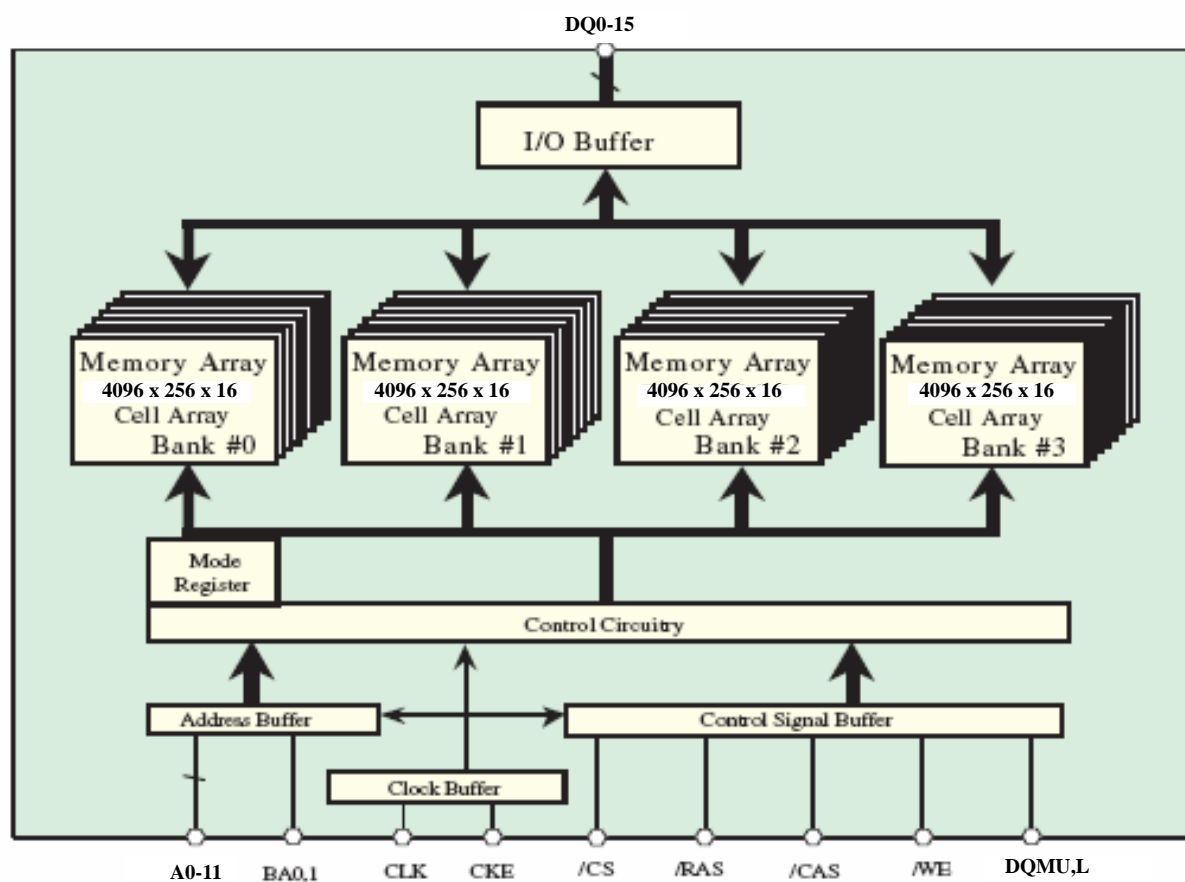 DQ0-15
I/O Buffer
Memory Array
4096 x 256 x 16
Cell Array
Bank #0
Memory Array
4096 x 256 x 16
Cell Array
Bank #1
Memory Array
4096 x 256 x 16
Cell Array
Bank #2
Memory Array
4096 x 256 x 16
Cell Array
Bank #3
Mode
Register
Control Circuitry
Address Buffer
Control Signal Buffer
Clock Buffer
A0-11
BA0,1
CLK
CKE
/CS
/RAS
/CAS
/WE
DQMU,L